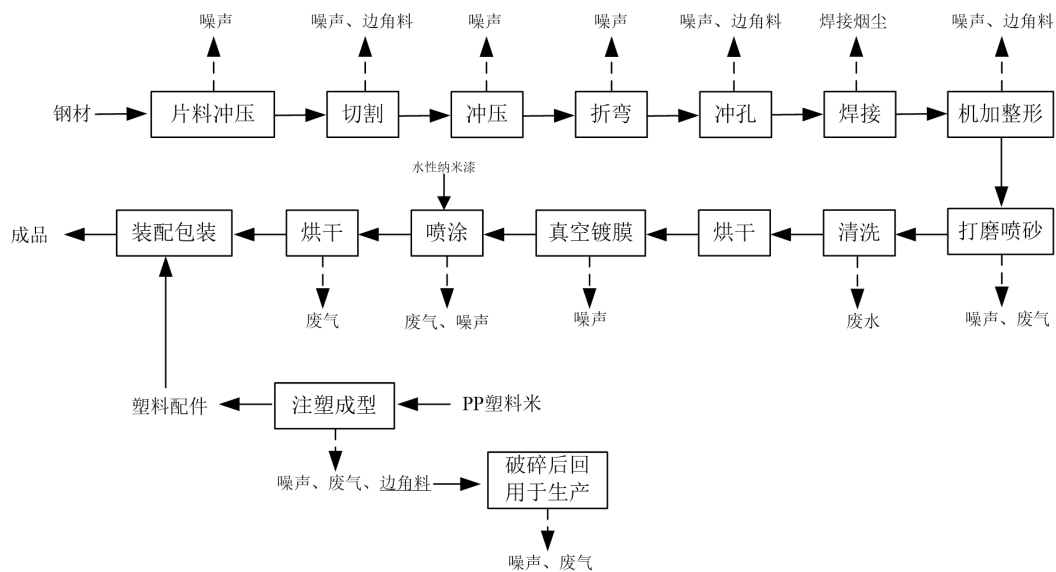 噪声 噪声、边角料 噪声 噪声 噪声、边角料 焊接烟尘 噪声、边角料
钢材 片料冲压 切割 冲压 折弯 冲孔 焊接 机加整形
水性纳米漆
成品 装配包装 烘干 喷涂 真空镀膜 烘干 清洗 打磨喷砂
废气 废气、噪声 噪声 废水 噪声、废气
塑料配件 注塑成型 PP塑料米
噪声、废气、边角料
破碎后回
用于生产
噪声、废气